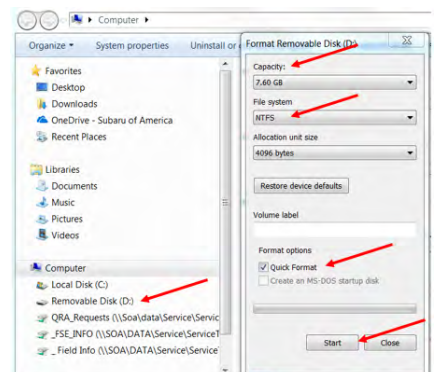 Computer
Organize
System properties
Uninstall or
Favorites
Desktop
Downloads
OneDrive - Subaru of America
Recent Places
Libraries
Documents
Music
Pictures
Videos
Computer
Local Disk (C:)
Removable Disk (D:)
QRA_Requests (\\Soa\data\Service\Servic
_FSE_INFO (\\SOA\DATA\Service\ServiceT
_ Field Info (\\SOA\DATA\Service\Service
Format Removable Disk (D:)
Capacity:
7.60 GB
File system
NTFS
Allocation unit size
4096 bytes
Restore device defaults
Volume label
Format options
Quick Format
Create an MS-DOS startup disk
Start
Close